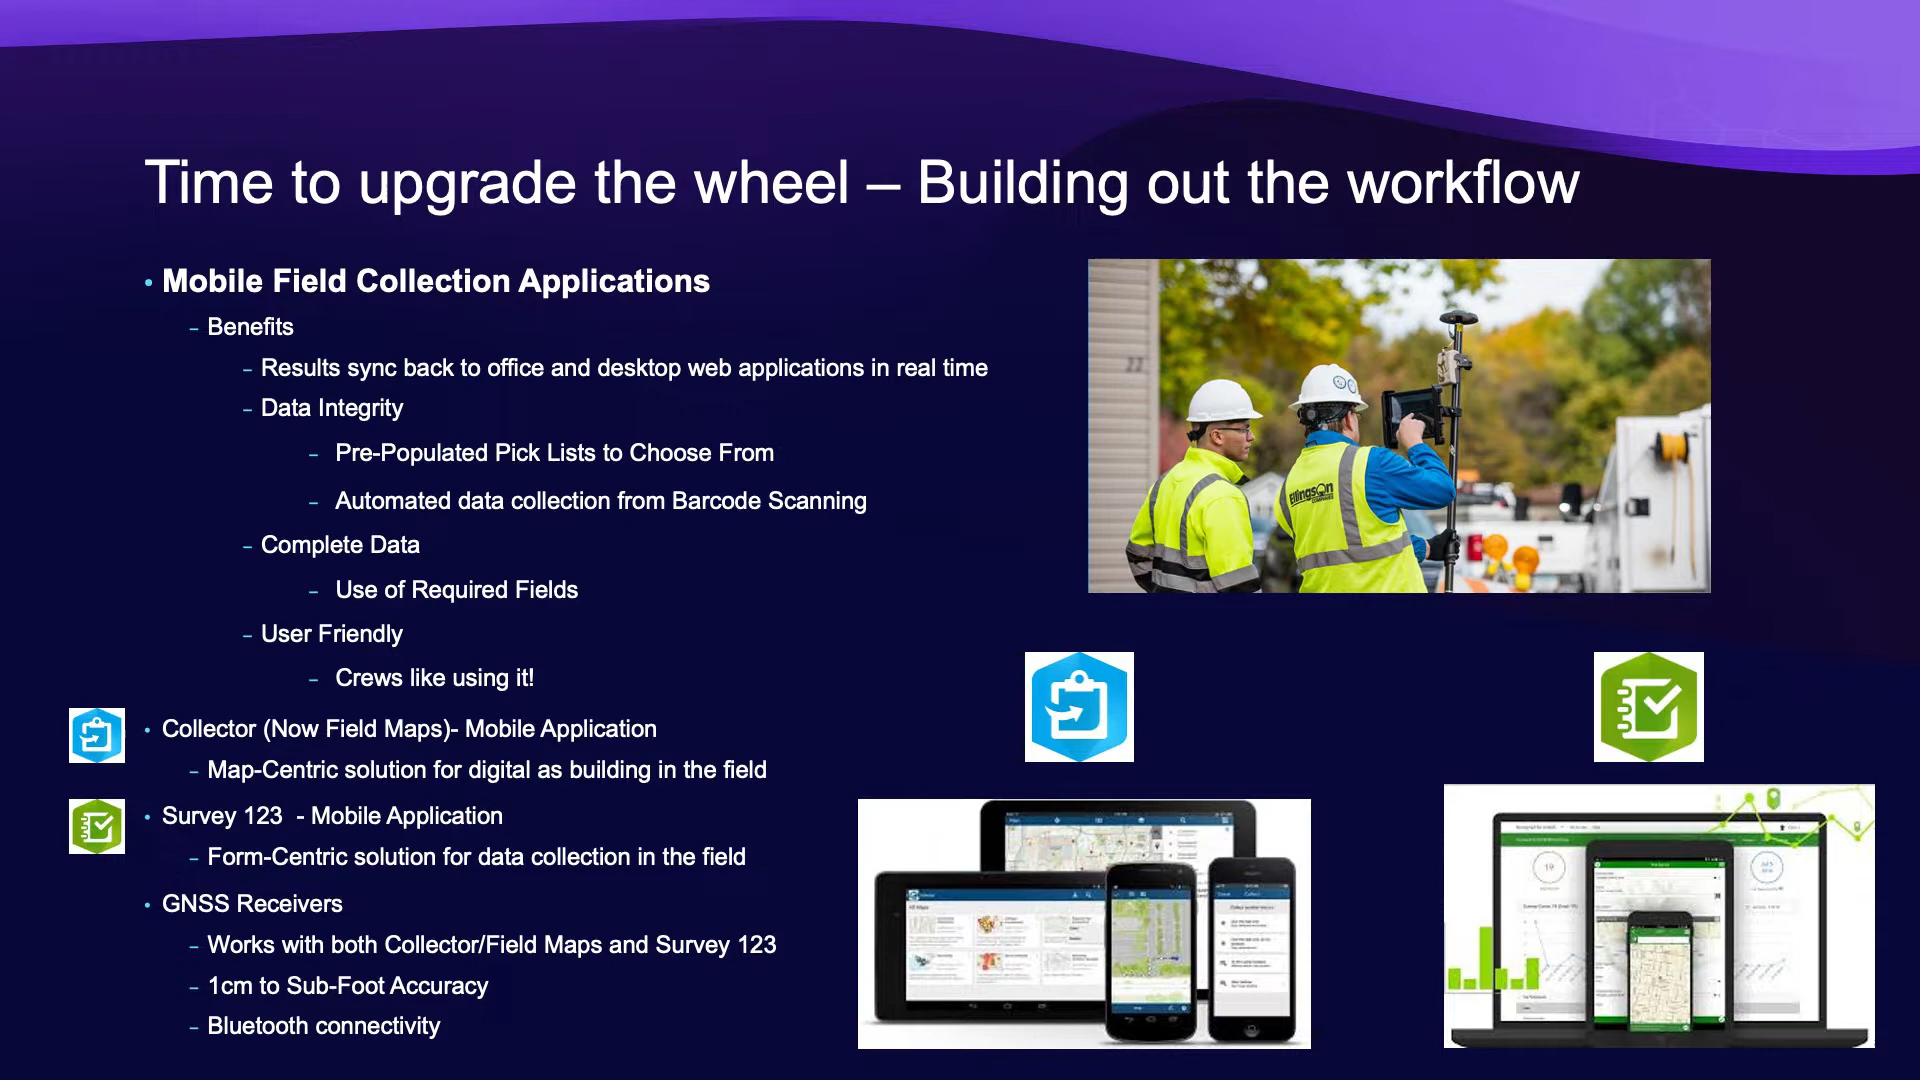 Time to upgrade the wheel – Building out the workflow
• Mobile Field Collection Applications
– Benefits
– Results sync back to office and desktop web applications in real time
– Data Integrity
– Pre-Populated Pick Lists to Choose From
– Automated data collection from Barcode Scanning
– Complete Data
– Use of Required Fields
– User Friendly
– Crews like using it!
• Collector (Now Field Maps)- Mobile Application
– Map-Centric solution for digital as building in the field
• Survey 123 - Mobile Application
– Form-Centric solution for data collection in the field
• GNSS Receivers
– Works with both Collector/Field Maps and Survey 123
– 1cm to Sub-Foot Accuracy
– Bluetooth connectivity
Ellingson
COMPANIES